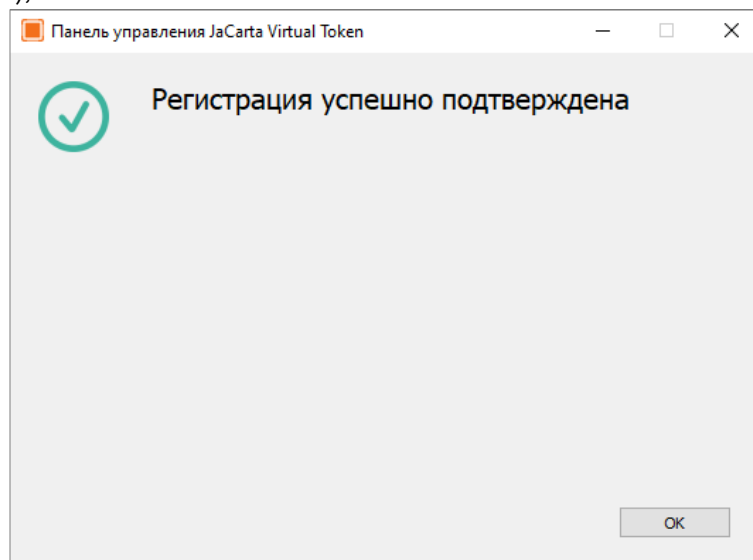 Панель управления JaCarta Virtual Token
Регистрация успешно подтверждена
OK